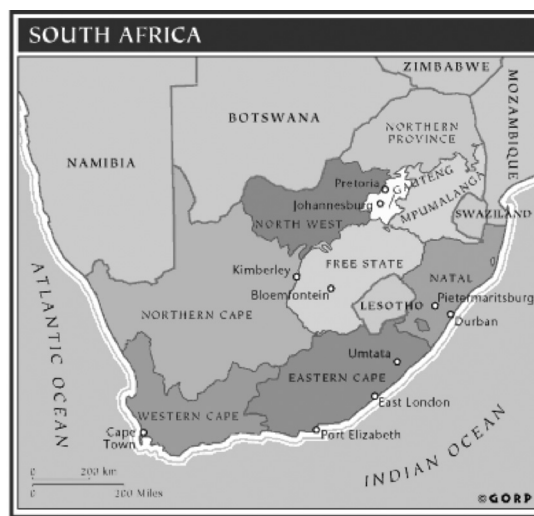 SOUTH AFRICA
ZIMBABWE
MOZAMBIQUE
BOTSWANA
NORTHERN
PROVINCE
NAMIBIA
Pretoria
GAUTENG
Johannesburg
MPUMALANGA
NORTH WEST
SWAZILAND
Kimberley
FREE STATE
NATAL
Bloemfontein
LESOTHO
Pietermaritsburg
Durban
ATLANTIC OCEAN
NORTHERN CAPE
Umtata
EASTERN CAPE
WESTERN CAPE
East London
Cape
Town
Port Elizabeth
INDIAN OCEAN
0 200 km
0 200 Miles
©GORP